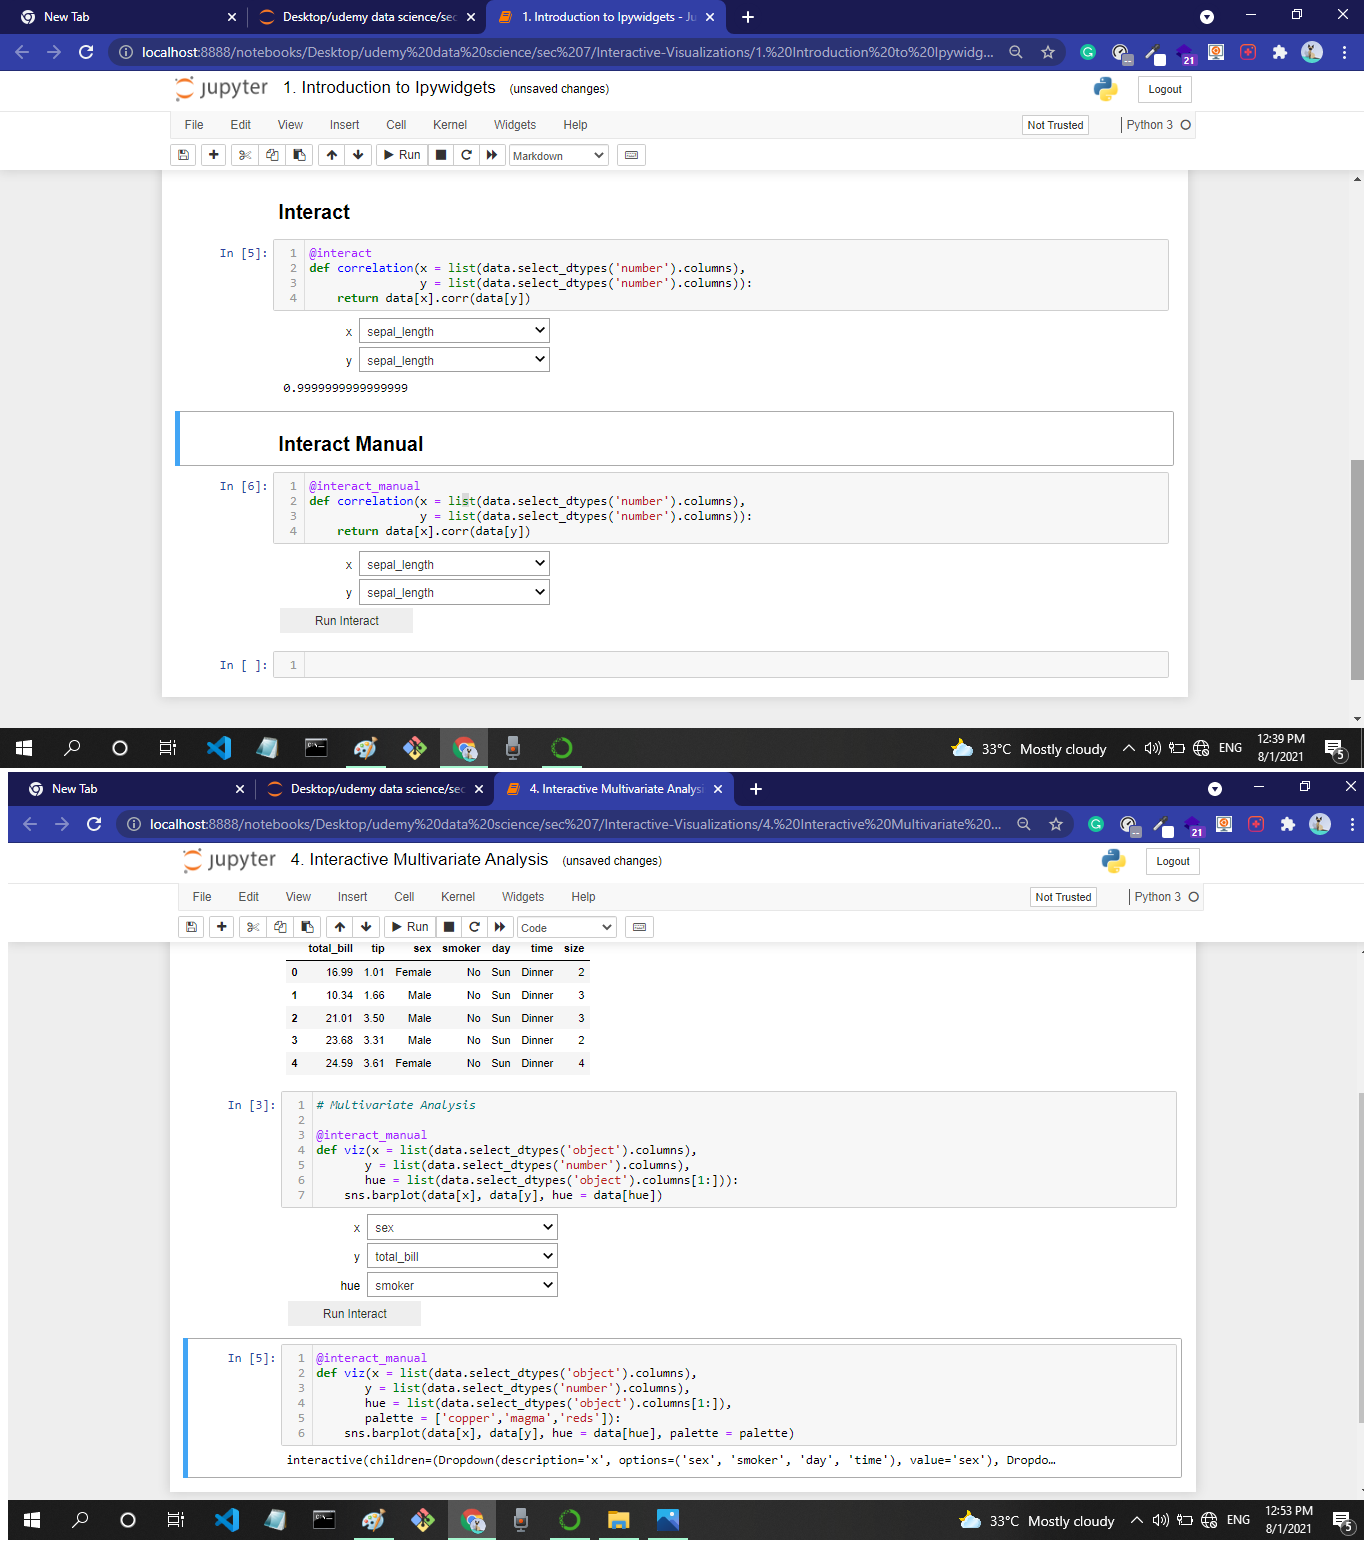 New Tab
Desktop/udemy data science/sec
1. Introduction to Ipywidgets - Ju
localhost:8888/notebooks/Desktop/udemy%20data%20science/sec%207/Interactive-Visualizations/1.%20Introduction%20to%20Ipywidg...
21
jupyter
1. Introduction to Ipywidgets (unsaved changes)
Logout
File Edit View Insert Cell Kernel Widgets Help
Not Trusted
Python 3
Run
Markdown
Interact
In [5]:
1 @interact
2 def correlation(x = list(data.select_dtypes('number').columns),
3 y = list(data.select_dtypes('number').columns)):
4 return data[x].corr(data[y])
x sepal_length
y sepal_length
0.9999999999999999
Interact Manual
In [6]:
1 @interact_manual
2 def correlation(x = list(data.select_dtypes('number').columns),
3 y = list(data.select_dtypes('number').columns)):
4 return data[x].corr(data[y])
x sepal_length
y sepal_length
Run Interact
In [ ]: 1
33°C Mostly cloudy
ENG
12:39 PM
8/1/2021
5
New Tab
Desktop/udemy data science/sec
4. Interactive Multivariate Analysi
localhost:8888/notebooks/Desktop/udemy%20data%20science/sec%207/Interactive-Visualizations/4.%20Interactive%20Multivariate%20...
21
jupyter
4. Interactive Multivariate Analysis (unsaved changes)
Logout
File Edit View Insert Cell Kernel Widgets Help
Not Trusted
Python 3
Run
Code
total_bill tip sex smoker day time size
0 16.99 1.01 Female No Sun Dinner 2
1 10.34 1.66 Male No Sun Dinner 3
2 21.01 3.50 Male No Sun Dinner 3
3 23.68 3.31 Male No Sun Dinner 2
4 24.59 3.61 Female No Sun Dinner 4
In [3]:
1 # Multivariate Analysis
2
3 @interact_manual
4 def viz(x = list(data.select_dtypes('object').columns),
5 y = list(data.select_dtypes('number').columns),
6 hue = list(data.select_dtypes('object').columns[1:])):
7 sns.barplot(data[x], data[y], hue = data[hue])
x sex
y total_bill
hue smoker
Run Interact
In [5]:
1 @interact_manual
2 def viz(x = list(data.select_dtypes('object').columns),
3 y = list(data.select_dtypes('number').columns),
4 hue = list(data.select_dtypes('object').columns[1:]),
5 palette = ['copper','magma','reds']):
6 sns.barplot(data[x], data[y], hue = data[hue], palette = palette)
interactive(children=(Dropdown(description='x', options=('sex', 'smoker', 'day', 'time'), value='sex'), Dropdo…
33°C Mostly cloudy
ENG
12:53 PM
8/1/2021
5